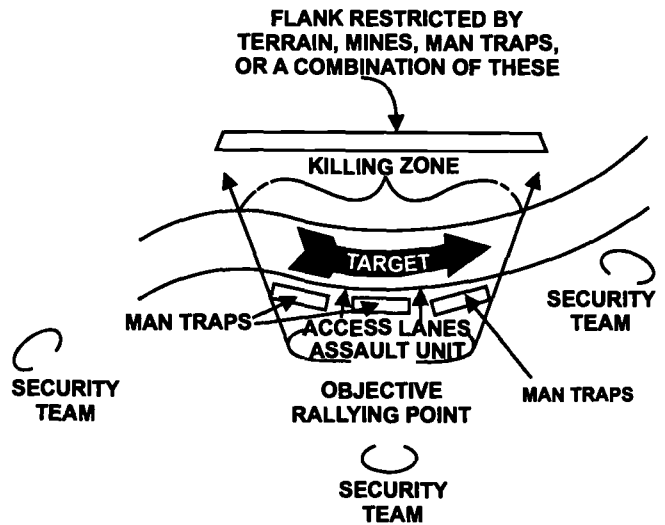 FLANK RESTRICTED BY
TERRAIN, MINES, MAN TRAPS,
OR A COMBINATION OF THESE
KILLING ZONE
TARGET
SECURITY
TEAM
MAN TRAPS
ACCESS LANES
ASSAULT UNIT
SECURITY
TEAM
OBJECTIVE
RALLYING POINT
MAN TRAPS
SECURITY
TEAM